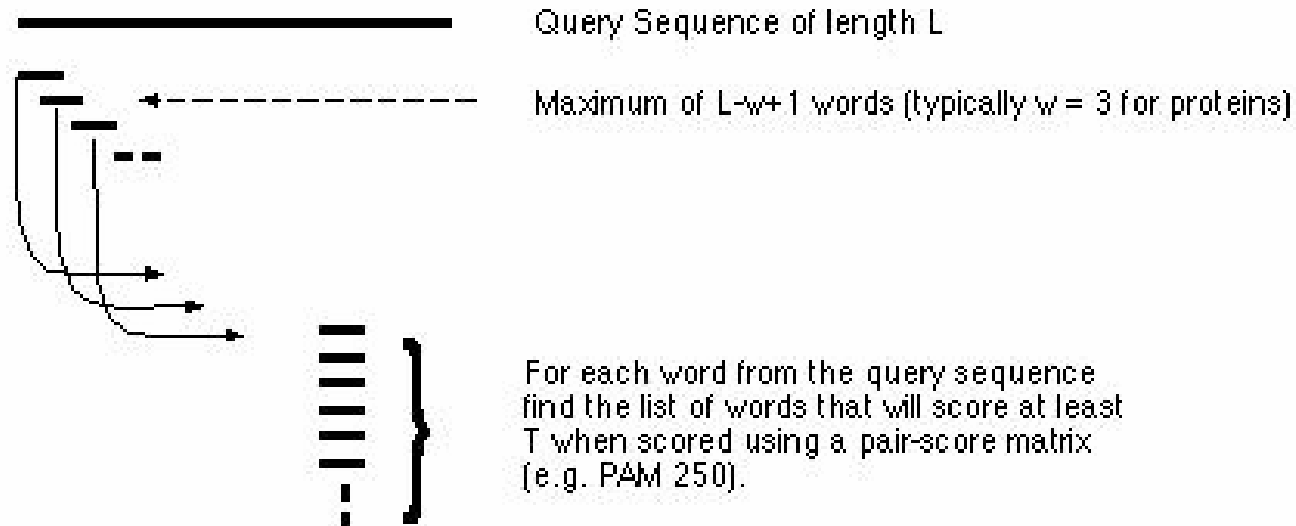 Query Sequence of length L
Maximum of L-w+1 words (typically w = 3 for proteins)
For each word from the query sequence
find the list of words that will score at least
T when scored using a pair-score matrix
(e.g. PAM 250).